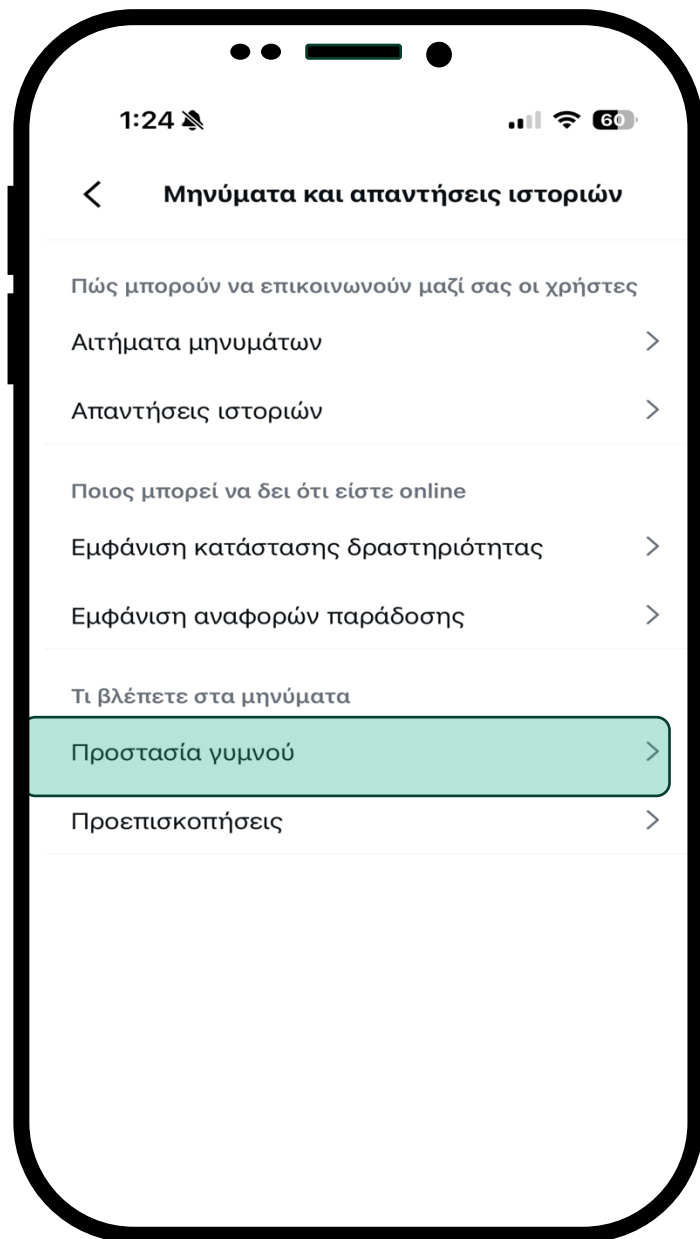 1:24
60
Μηνύματα και απαντήσεις ιστοριών
Πώς μπορούν να επικοινωνούν μαζί σας οι χρήστες
Αιτήματα μηνυμάτων
Απαντήσεις ιστοριών
Ποιος μπορεί να δει ότι είστε online
Εμφάνιση κατάστασης δραστηριότητας
Εμφάνιση αναφορών παράδοσης
Τι βλέπετε στα μηνύματα
Προστασία γυμνού
Προεπισκοπήσεις